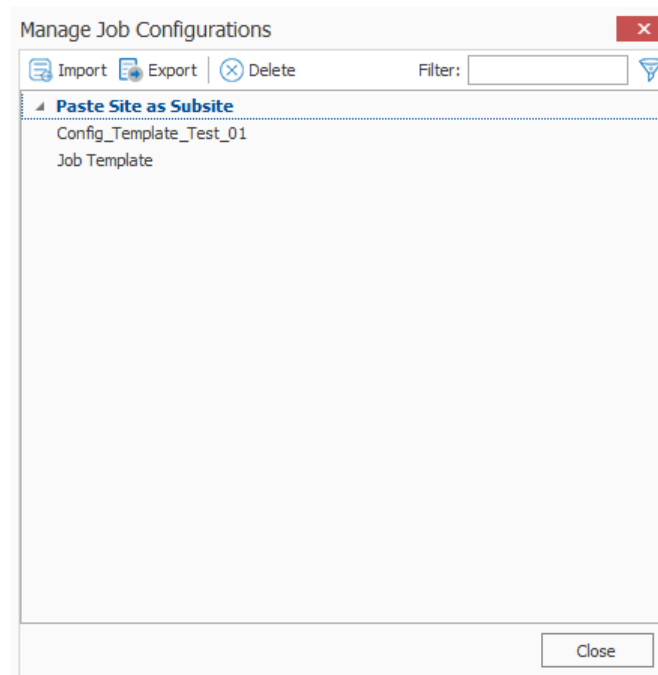 Manage Job Configurations
Import Export Delete Filter:
Paste Site as Subsite
Config_Template_Test_01
Job Template
Close